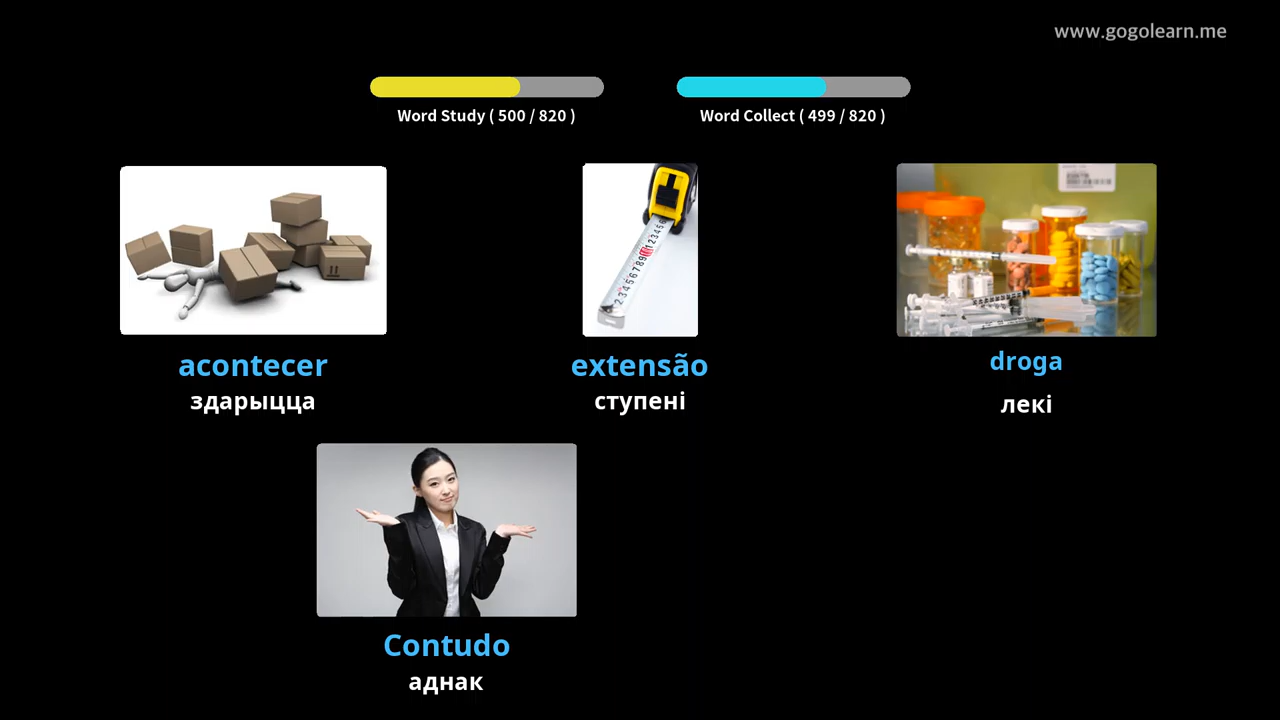 www.gogolearn.me
Word Study ( 500 / 820 )
Word Collect ( 499 / 820 )
acontecer
здарыцца
extensão
ступені
droga
лекі
Contudo
аднак